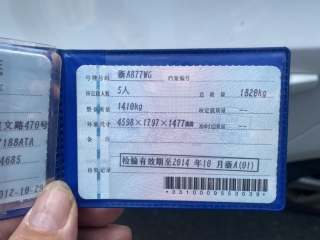 号牌号码 浙A877WG 档案编号
核定载人数 5人 总质量 1820kg
整备质量 1410kg 核定载质量
外廓尺寸 4598×1797×1477mm 准牵引总质量
备注
检验有效期至2014年10月浙A(01)
检验记录
文路470号
7188ATA
4685
012-10-29